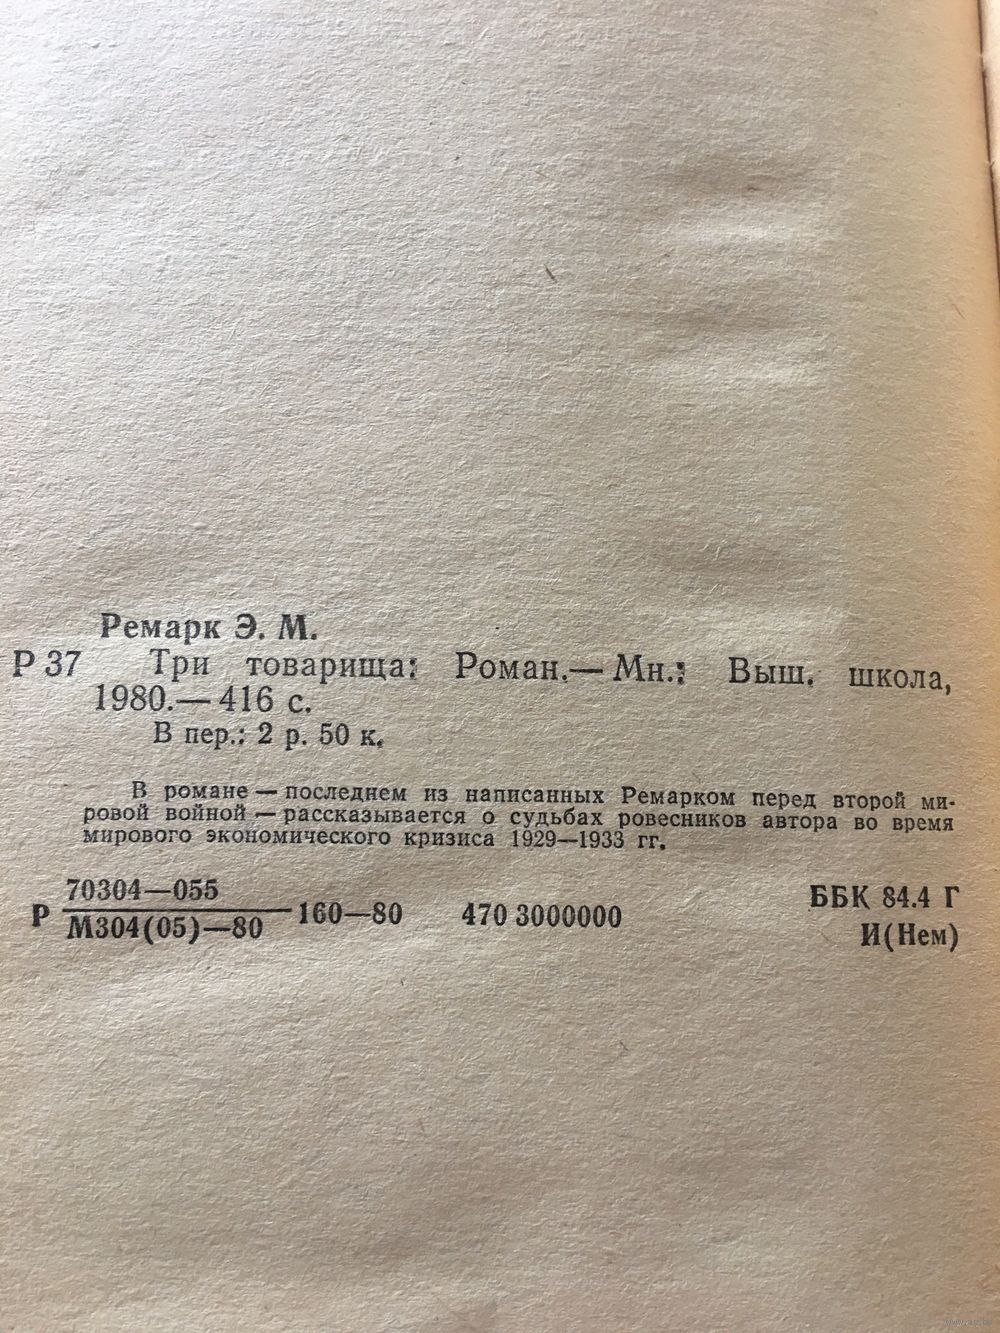 Ремарк Э. М.
Р 37 Три товарища: Роман.— Мн.: Выш. школа,
1980.— 416 с.
В пер.: 2 р. 50 к.
В романе — последнем из написанных Ремарком перед второй ми-
ровой войной — рассказывается о судьбах ровесников автора во время
мирового экономического кризиса 1929—1933 гг.
70304—055
Р М304(05)—80 160—80 470 3000000
ББК 84.4 Г
И(Нем)